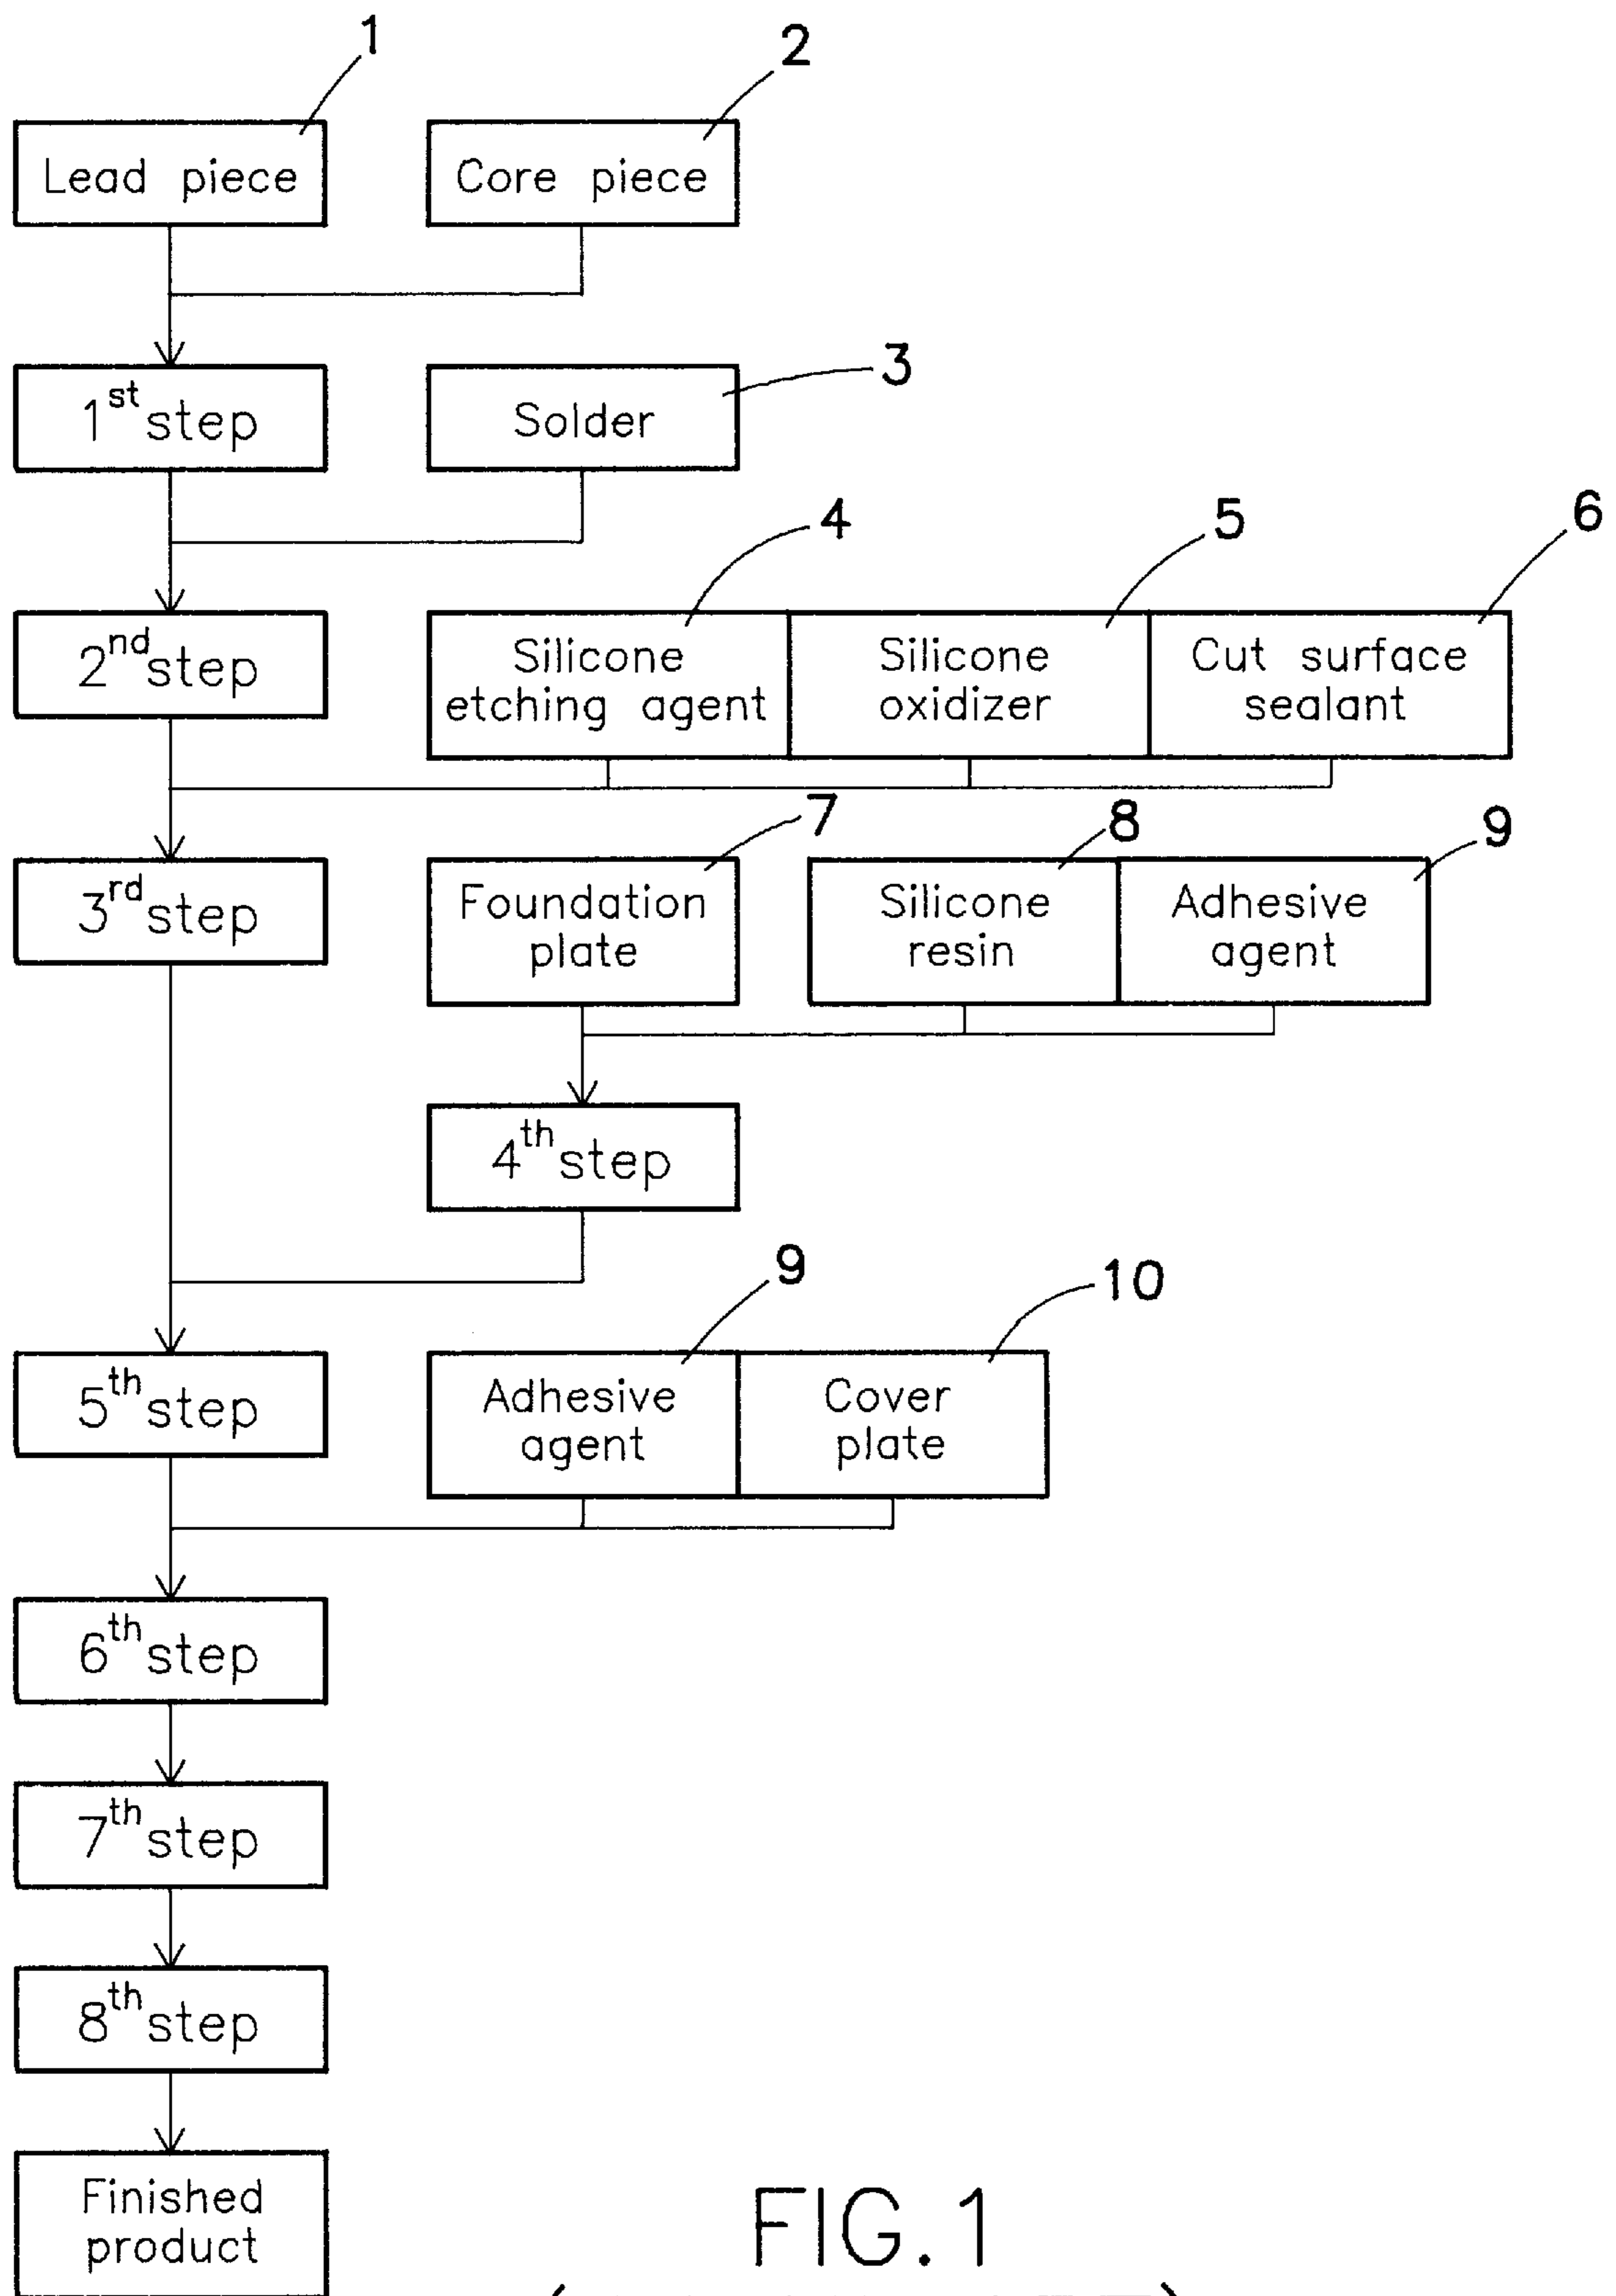 1
2
Lead piece
Core piece
3
1st step
Solder
4
5
6
2nd step
Silicone
etching agent
Silicone
oxidizer
Cut surface
sealant
7
8
9
3rd step
Foundation
plate
Silicone
resin
Adhesive
agent
4th step
9
10
5th step
Adhesive
agent
Cover
plate
6th step
7th step
8th step
Finished
product
FIG.1